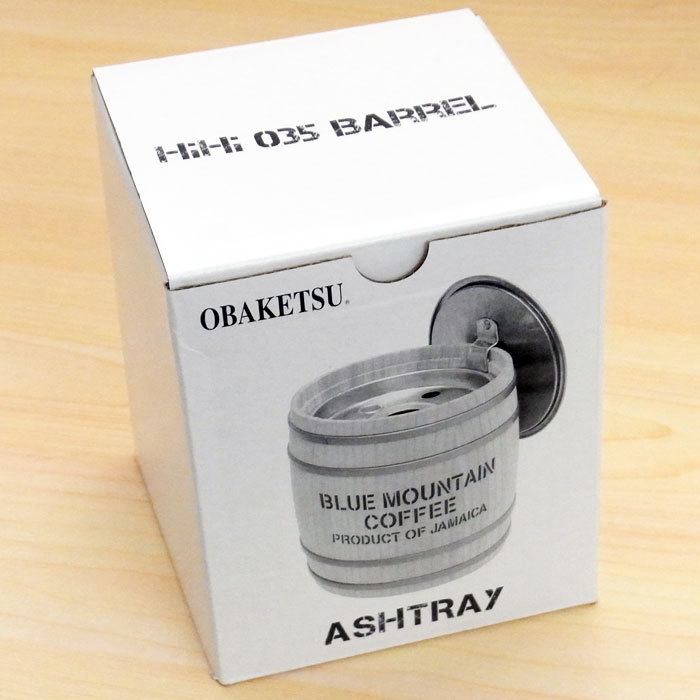 HiHi 035 BARREL
OBAKETSU®
BLUE MOUNTAIN
COFFEE
PRODUCT OF JAMAICA
ASHTRAY